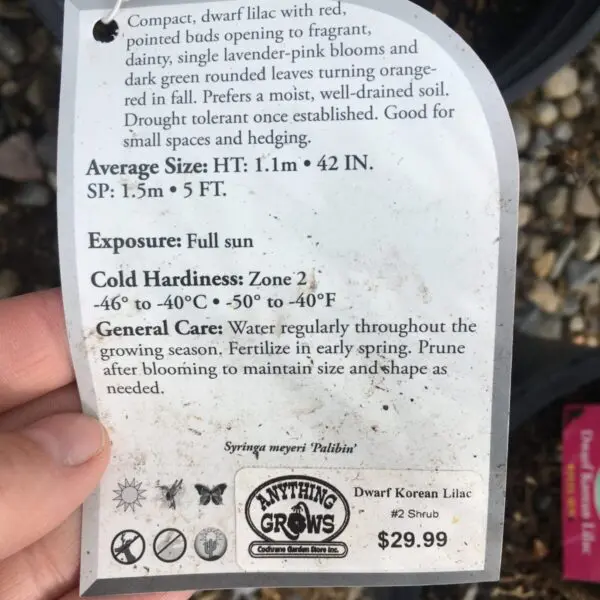 Compact, dwarf lilac with red,
pointed buds opening to fragrant,
dainty, single lavender-pink blooms and
dark green rounded leaves turning orange-
red in fall. Prefers a moist, well-drained soil.
Drought tolerant once established. Good for
small spaces and hedging.
Average Size: HT: 1.1m • 42 IN.
SP: 1.5m • 5 FT.
Exposure: Full sun
Cold Hardiness: Zone 2
-46° to -40°C • -50° to -40°F
General Care: Water regularly throughout the
growing season. Fertilize in early spring. Prune
after blooming to maintain size and shape as
needed.
Syringa meyeri 'Palibin'
ANYTHING
GROWS
Cochrane Garden Store Inc.
Dwarf Korean Lilac
#2 Shrub
$29.99
Dwarf Korean Lilac